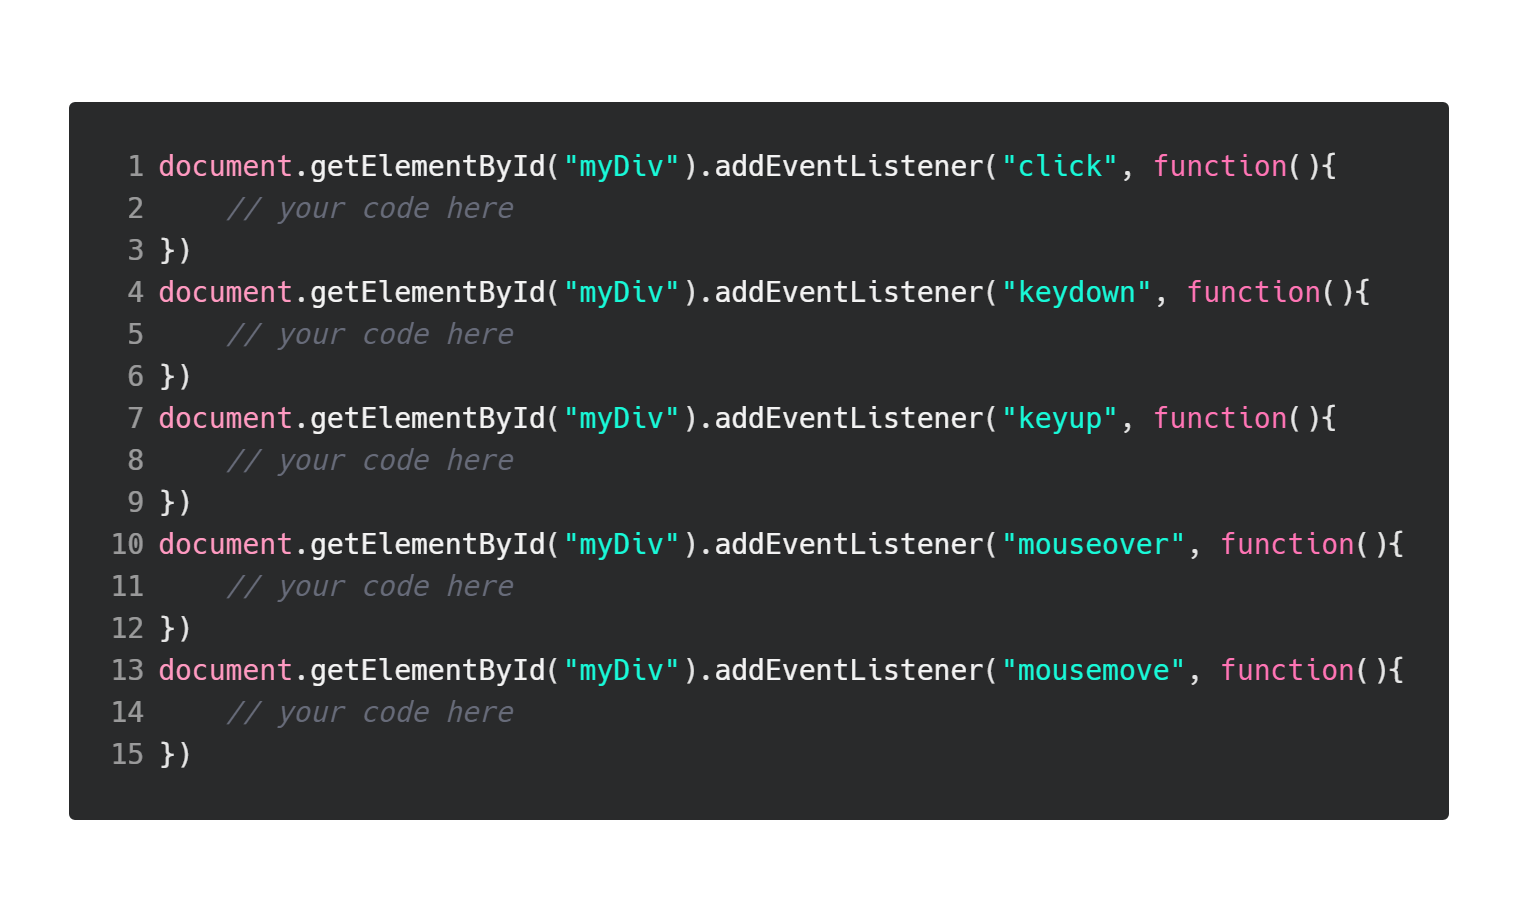 1 document.getElementById("myDiv").addEventListener("click", function(){
2     // your code here
3 })
4 document.getElementById("myDiv").addEventListener("keydown", function(){
5     // your code here
6 })
7 document.getElementById("myDiv").addEventListener("keyup", function(){
8     // your code here
9 })
10 document.getElementById("myDiv").addEventListener("mouseover", function(){
11     // your code here
12 })
13 document.getElementById("myDiv").addEventListener("mousemove", function(){
14     // your code here
15 })